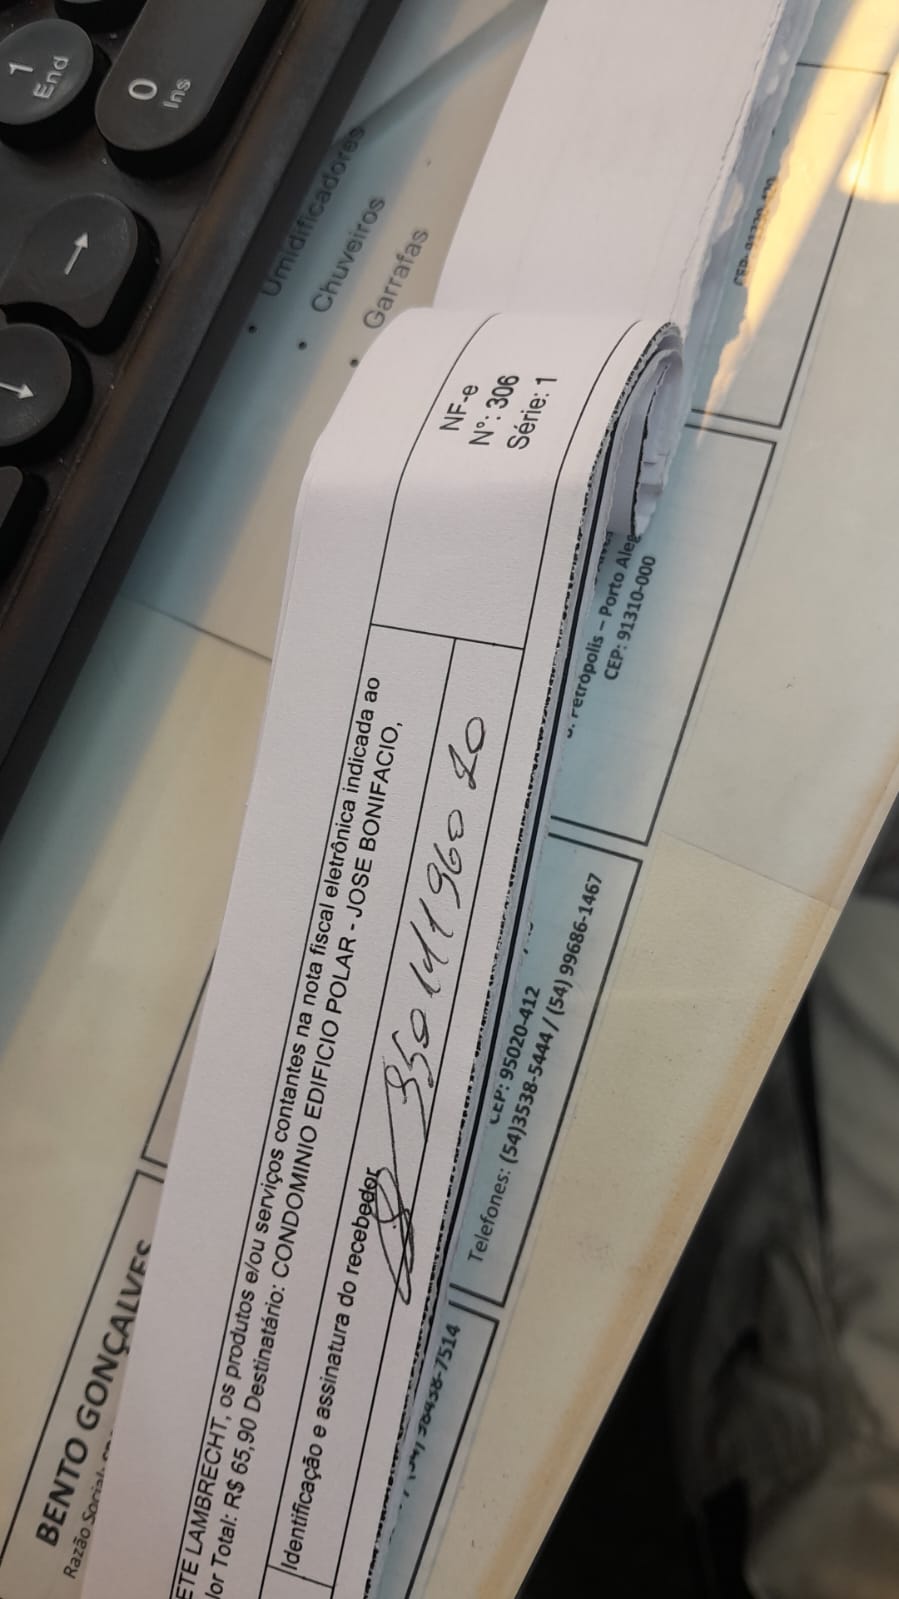 1
End
0
Ins
Umidificadores
Chuveiros
Garrafas
NF-e
Nº: 306
Série: 1
ETE LAMBRECHT, os produtos e/ou serviços contantes na nota fiscal eletrônica indicada ao
lor Total: R$ 65,90 Destinatário: CONDOMINIO EDIFICIO POLAR - JOSE BONIFACIO,
Identificação e assinatura do recebedor
BENTO GONÇALVES
Razão Social:
CEP: 95020-412
Telefones: (54)3538-5444 / (54) 99686-1467
Petrópolis – Porto Aleg
CEP: 91310-000